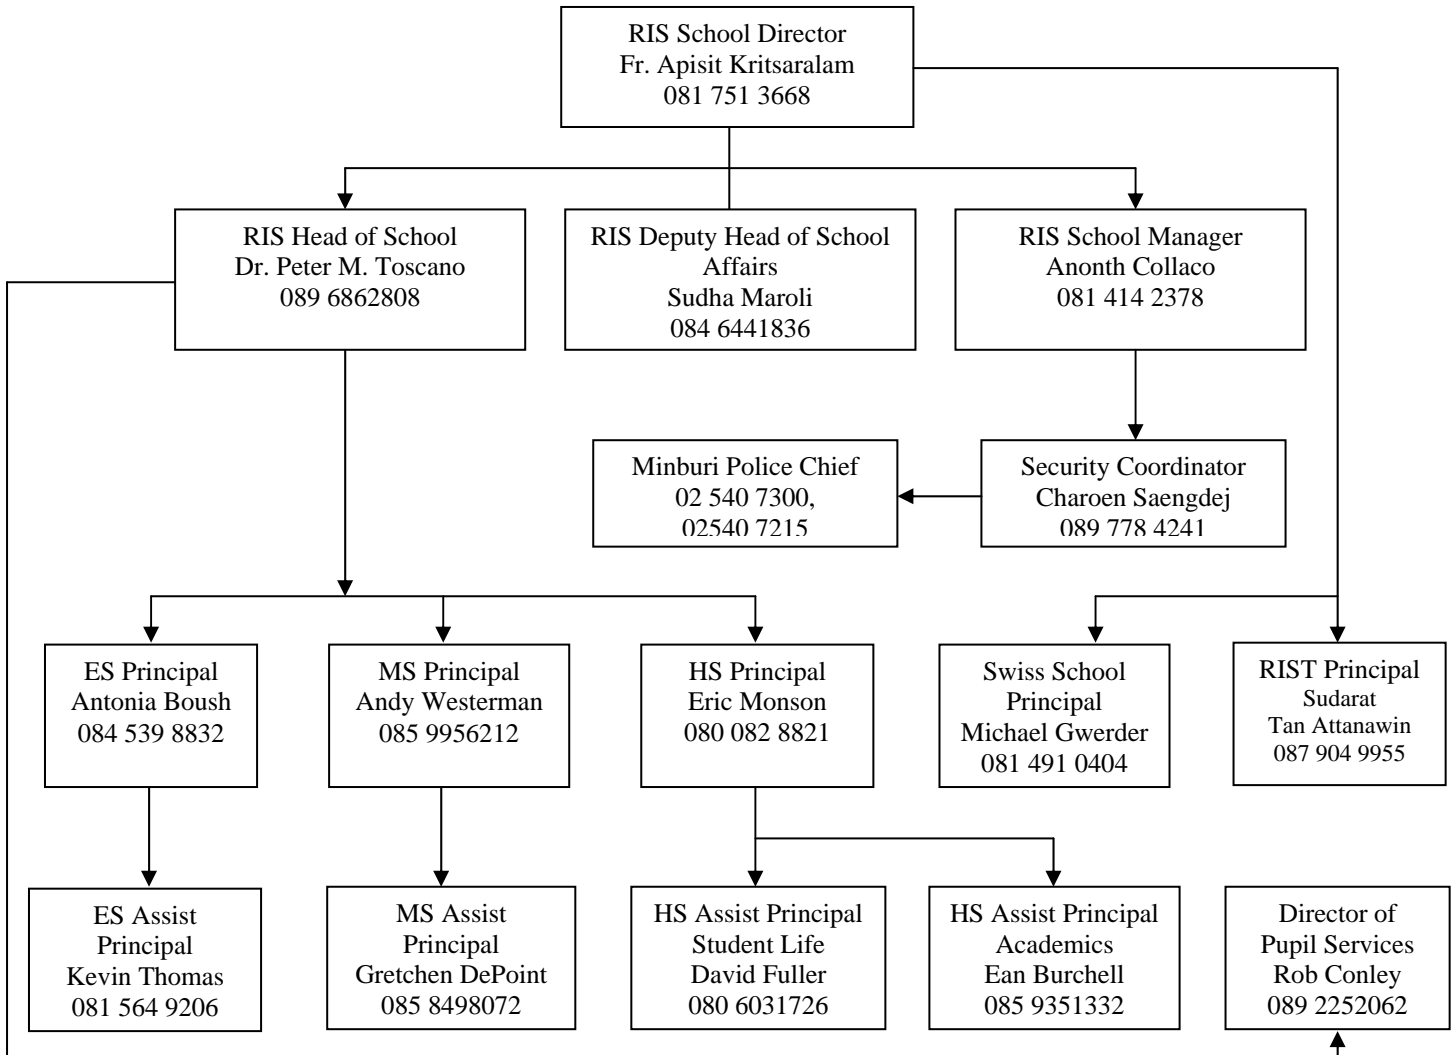 RIS School Director
Fr. Apisit Kritsaralam
081 751 3668
RIS Head of School
Dr. Peter M. Toscano
089 6862808
RIS Deputy Head of School
Affairs
Sudha Maroli
084 6441836
RIS School Manager
Anonth Collaco
081 414 2378
Minburi Police Chief
02 540 7300,
02540 7215
Security Coordinator
Charoen Saengdej
089 778 4241
ES Principal
Antonia Boush
084 539 8832
MS Principal
Andy Westerman
085 9956212
HS Principal
Eric Monson
080 082 8821
Swiss School
Principal
Michael Gwerder
081 491 0404
RIST Principal
Sudarat
Tan Attanawin
087 904 9955
ES Assist
Principal
Kevin Thomas
081 564 9206
MS Assist
Principal
Gretchen DePoint
085 8498072
HS Assist Principal
Student Life
David Fuller
080 6031726
HS Assist Principal
Academics
Ean Burchell
085 9351332
Director of
Pupil Services
Rob Conley
089 2252062